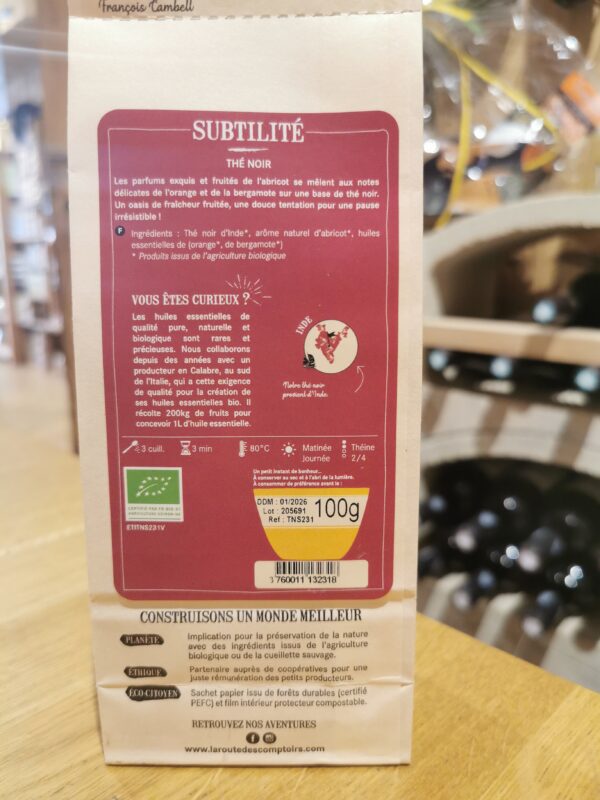 François Cambell
SUBTILITÉ
THÉ NOIR
Les parfums exquis et fruités de l'abricot se mêlant aux notes
délicates de l'orange et de la bergamote sur une base de thé noir.
Un oasis de fraîcheur fruitée, une douce tentation pour une pause
irrésistible !
F Ingrédients : Thé noir d'Inde*, arôme naturel d'abricot*, huiles
essentielles de (orange*, de bergamote*)
* Produits issus de l'agriculture biologique
VOUS ÊTES CURIEUX ?
Les huiles essentielles de
qualité pure, naturelle et
biologique sont rares et
précieuses. Nous collaborons
depuis des années avec un
producteur en Calabre, au sud
de l'Italie, qui a cette exigence
de qualité pour la création de
ses huiles essentielles bio. Il
récolte 200kg de fruits pour
concevoir 1L d'huile essentielle.
INDE
Notre thé noir
provient d'Inde.
3 cuill.
3 min
80°C
Matinée
Journée
Théine
2/4
Un petit instant de bonheur...
À conserver au sec et à l'abri de la lumière.
À consommer de préférence avant le :
DDM : 01/2026
Lot : 205691
Ref : TNS231
100g
CERTIFIÉ PAR FR-BIO-01
AGRICULTURE UE/NON-UE
ETITNS231V
3 760011 132318
CONSTRUISONS UN MONDE MEILLEUR
PLANÈTE
Implication pour la préservation de la nature
avec des ingrédients issus de l'agriculture
biologique ou de la cueillette sauvage.
ÉTHIQUE
Partenaire auprès de coopératives pour une
juste rémunération des petits producteurs.
ÉCO-CITOYEN
Sachet papier issu de forêts durables (certifié
PEFC) et film intérieur protecteur compostable.
RETROUVEZ NOS AVENTURES
www.laroutedescomptoirs.com